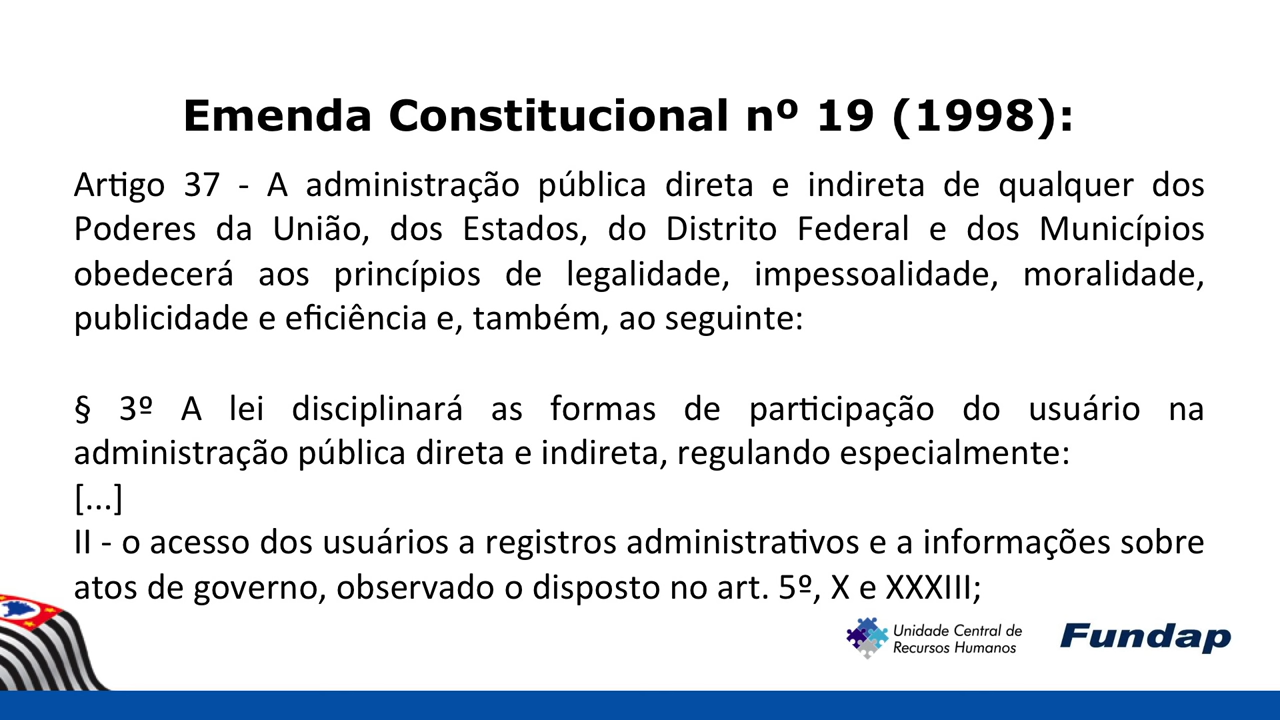 Emenda Constitucional nº 19 (1998):
Artigo 37 - A administração pública direta e indireta de qualquer dos
Poderes da União, dos Estados, do Distrito Federal e dos Municípios
obedecerá aos princípios de legalidade, impessoalidade, moralidade,
publicidade e eficiência e, também, ao seguinte:
§ 3º A lei disciplinará as formas de participação do usuário na
administração pública direta e indireta, regulando especialmente:
[...]
II - o acesso dos usuários a registros administrativos e a informações sobre
atos de governo, observado o disposto no art. 5º, X e XXXIII;
Unidade Central de
Recursos Humanos
Fundap